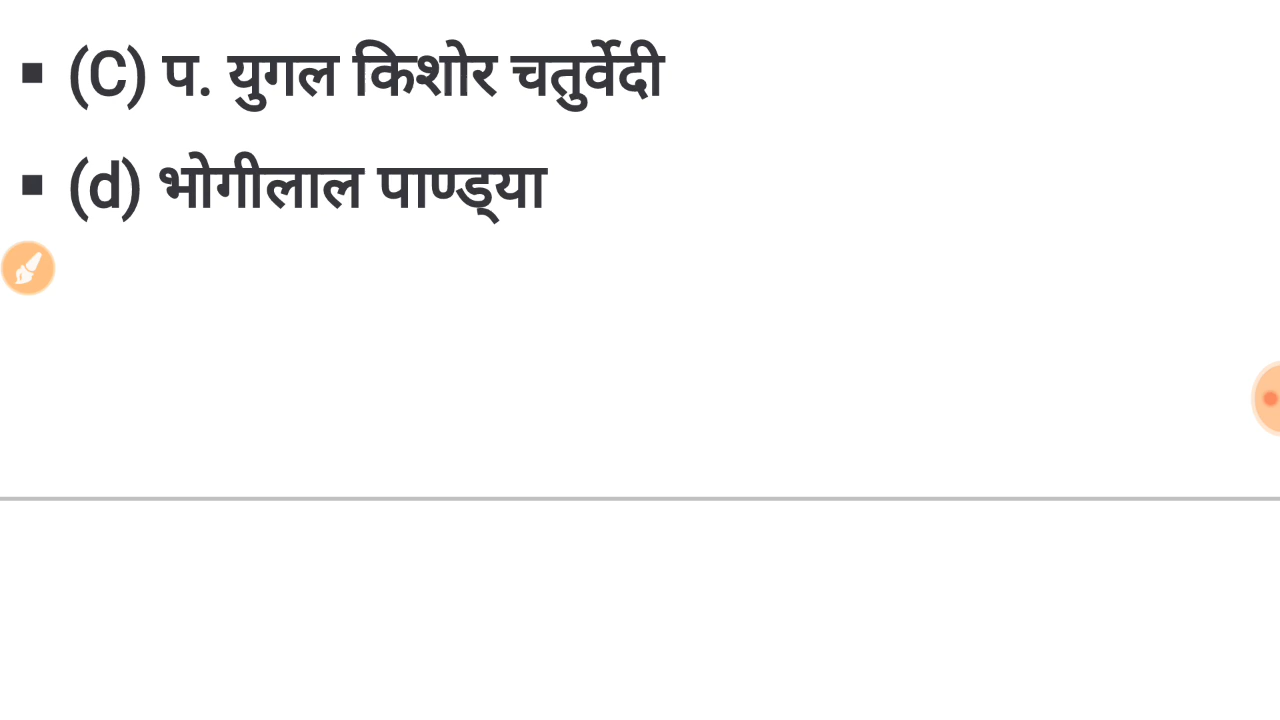 ▪ (C) प. युगल किशोर चतुर्वेदी
▪ (d) भोगीलाल पाण्ड्या